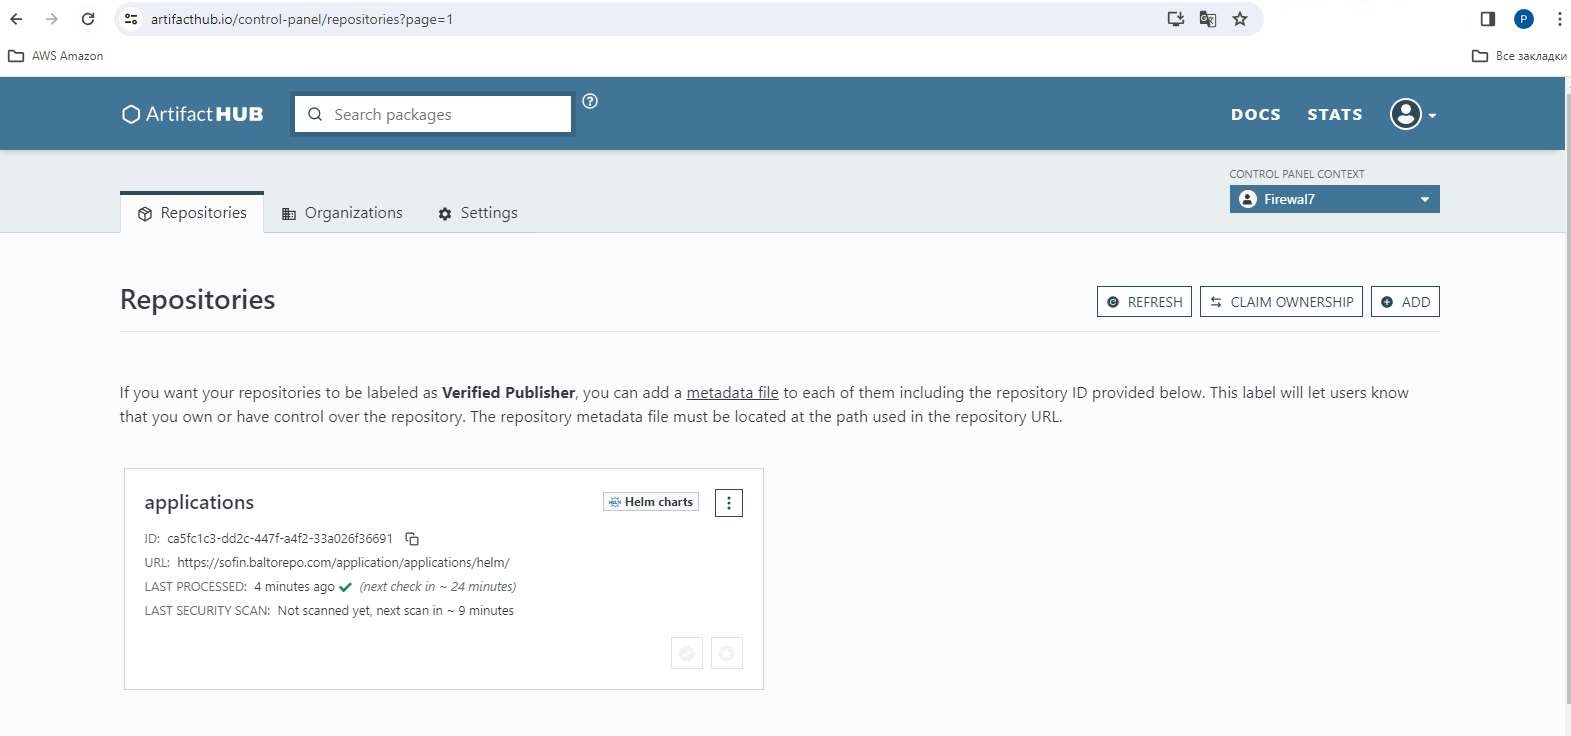 artifacthub.io/control-panel/repositories?page=1
P
AWS Amazon
Все закладки
Artifact HUB
Search packages
DOCS
STATS
CONTROL PANEL CONTEXT
Firewal7
Repositories
Organizations
Settings
Repositories
REFRESH
CLAIM OWNERSHIP
ADD
If you want your repositories to be labeled as Verified Publisher, you can add a metadata file to each of them including the repository ID provided below. This label will let users know
that you own or have control over the repository. The repository metadata file must be located at the path used in the repository URL.
applications
Helm charts
ID: ca5fc1c3-dd2c-447f-a4f2-33a026f36691
URL: https://sofin.baltorepo.com/application/applications/helm/
LAST PROCESSED: 4 minutes ago (next check in ~ 24 minutes)
LAST SECURITY SCAN: Not scanned yet, next scan in ~ 9 minutes